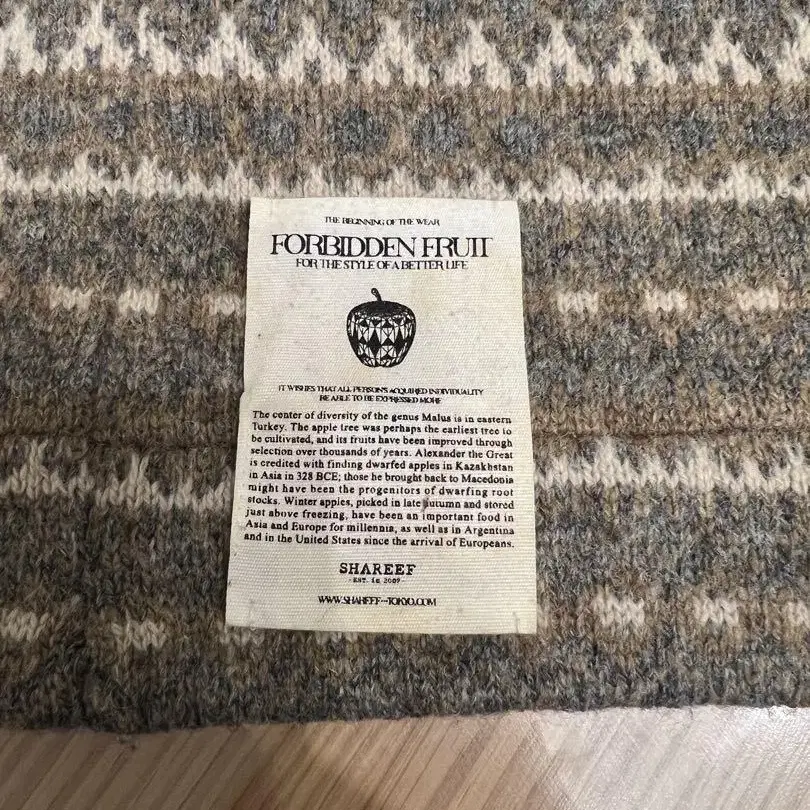 THE BEGINNING OF THE WEAR
FORBIDDEN FRUIT
FOR THE STYLE OF A BETTER LIFE
IT WISHES THAT ALL PERSON'S ACQUIRED INDIVIDUALITY
BE ABLE TO BE EXPRESSED MORE
The center of diversity of the genus Malus is in eastern
Turkey. The apple tree was perhaps the earliest tree to
be cultivated, and its fruits have been improved through
selection over thousands of years. Alexander the Great
is credited with finding dwarfed apples in Kazakhstan
in Asia in 328 BCE; those he brought back to Macedonia
might have been the progenitors of dwarfing root
stocks. Winter apples, picked in late autumn and stored
just above freezing, have been an important food in
Asia and Europe for millennia, as well as in Argentina
and in the United States since the arrival of Europeans.
SHAREEF
-EST. in 2009-
WWW.SHAREEF-TOKYO.COM